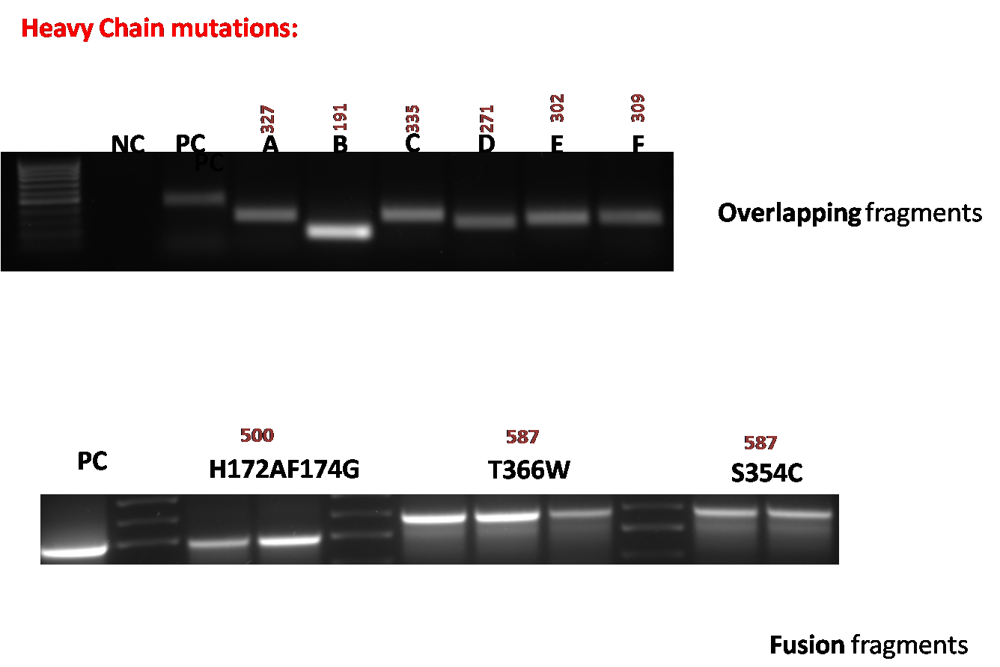 Heavy Chain mutations:
327 191 335 271 302 309
NC PC A B C D E F
PC
Overlapping fragments
500 587 587
PC H172AF174G T366W S354C
Fusion fragments